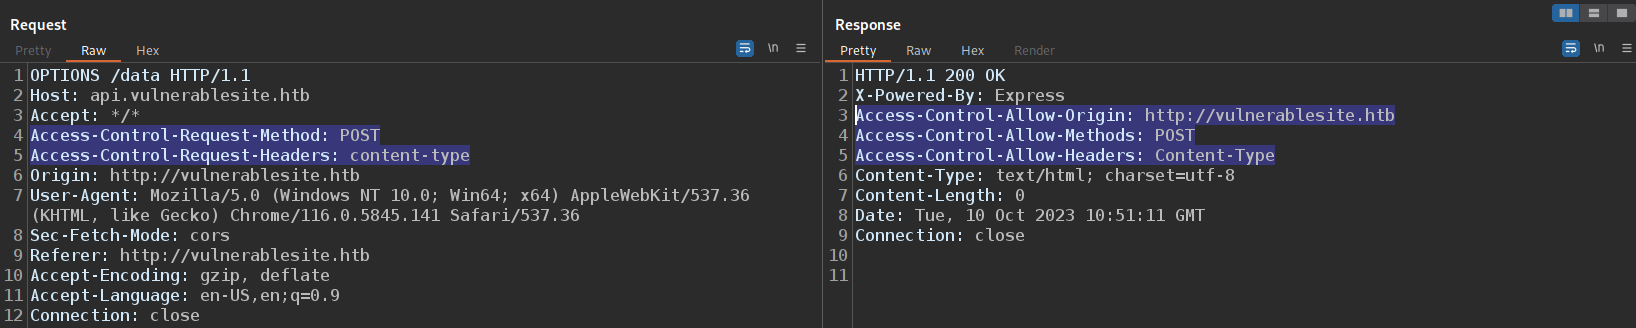 Request
Pretty Raw Hex
\n
1 OPTIONS /data HTTP/1.1
2 Host: api.vulnerablesite.htb
3 Accept: */*
4 Access-Control-Request-Method: POST
5 Access-Control-Request-Headers: content-type
6 Origin: http://vulnerablesite.htb
7 User-Agent: Mozilla/5.0 (Windows NT 10.0; Win64; x64) AppleWebKit/537.36
(KHTML, like Gecko) Chrome/116.0.5845.141 Safari/537.36
8 Sec-Fetch-Mode: cors
9 Referer: http://vulnerablesite.htb
10 Accept-Encoding: gzip, deflate
11 Accept-Language: en-US,en;q=0.9
12 Connection: close
Response
Pretty Raw Hex Render
\n
1 HTTP/1.1 200 OK
2 X-Powered-By: Express
3 Access-Control-Allow-Origin: http://vulnerablesite.htb
4 Access-Control-Allow-Methods: POST
5 Access-Control-Allow-Headers: Content-Type
6 Content-Type: text/html; charset=utf-8
7 Content-Length: 0
8 Date: Tue, 10 Oct 2023 10:51:11 GMT
9 Connection: close
10
11